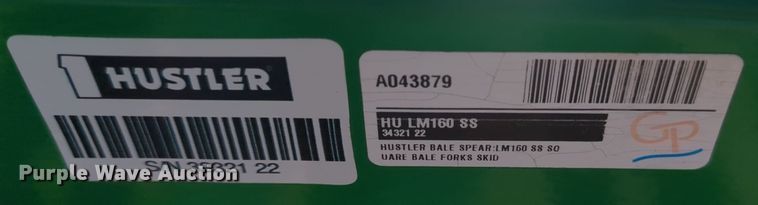 1 HUSTLER
S/N 22
A043879
HU LM160 SS
34321 22
HUSTLER BALE SPEAR:LM160 SS SQ
UARE BALE FORKS SKID
GP
Purple Wave Auction